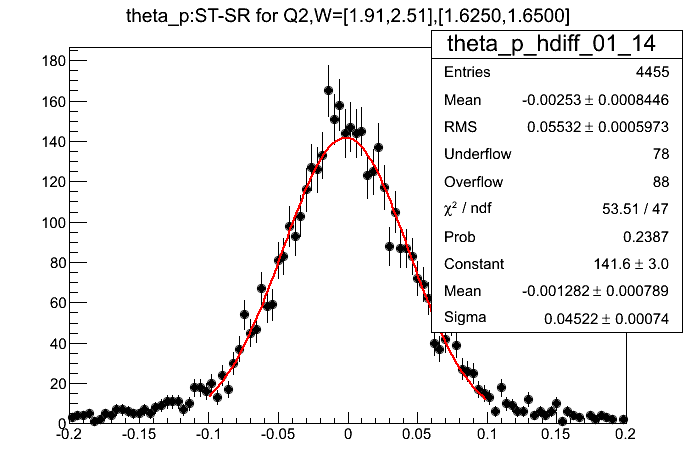 theta_p:ST-SR for Q2,W=[1.91,2.51],[1.6250,1.6500]
theta_p_hdiff_01_14
Entries 4455
Mean -0.00253 ± 0.0008446
RMS 0.05532 ± 0.0005973
Underflow 78
Overflow 88
χ² / ndf 53.51 / 47
Prob 0.2387
Constant 141.6 ± 3.0
Mean -0.001282 ± 0.000789
Sigma 0.04522 ± 0.00074
180
160
140
120
100
80
60
40
20
0
-0.2 -0.15 -0.1 -0.05 0 0.05 0.1 0.15 0.2